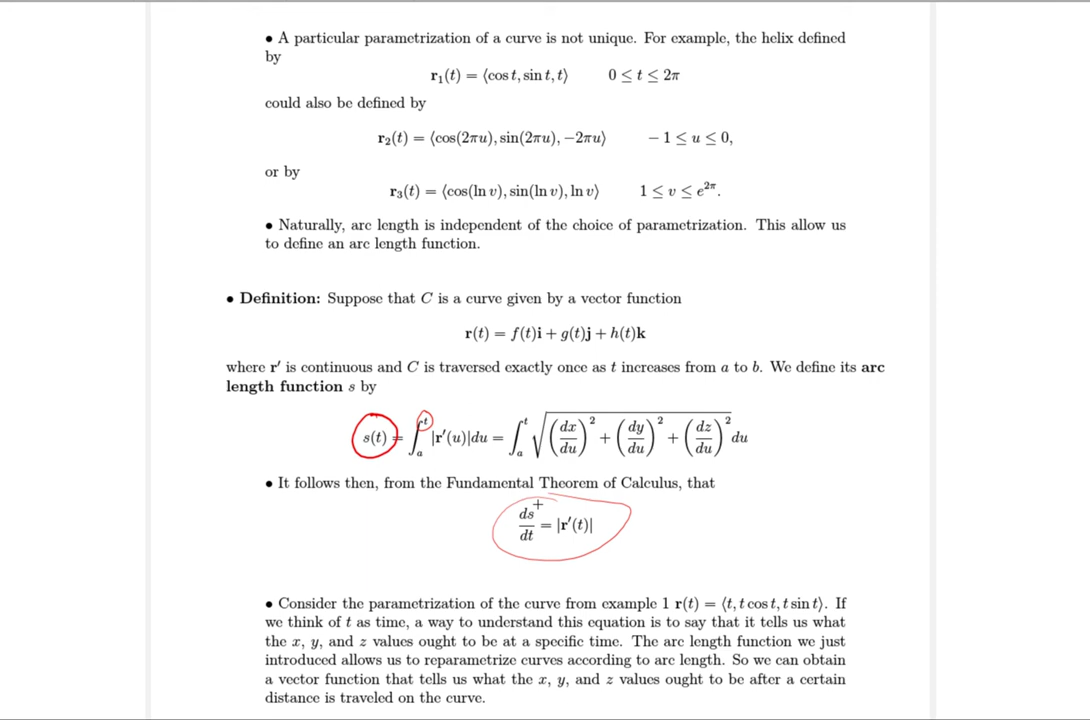 • A particular parametrization of a curve is not unique. For example, the helix defined
by
r₁(t) = ⟨cos t, sin t, t⟩ 0 ≤ t ≤ 2π
could also be defined by
r₂(t) = ⟨cos(2πu), sin(2πu), −2πu⟩ − 1 ≤ u ≤ 0,
or by
r₃(t) = ⟨cos(ln v), sin(ln v), ln v⟩ 1 ≤ v ≤ e^{2π}.
• Naturally, arc length is independent of the choice of parametrization. This allow us
to define an arc length function.
• Definition: Suppose that C is a curve given by a vector function
r(t) = f(t)i + g(t)j + h(t)k
where r′ is continuous and C is traversed exactly once as t increases from a to b. We define its arc
length function s by
s(t) = ∫ₐᵗ |r′(u)|du = ∫ₐᵗ √((dx/du)² + (dy/du)² + (dz/du)²) du
• It follows then, from the Fundamental Theorem of Calculus, that
ds/dt = |r′(t)|
• Consider the parametrization of the curve from example 1 r(t) = ⟨t, t cos t, t sin t⟩. If
we think of t as time, a way to understand this equation is to say that it tells us what
the x, y, and z values ought to be at a specific time. The arc length function we just
introduced allows us to reparametrize curves according to arc length. So we can obtain
a vector function that tells us what the x, y, and z values ought to be after a certain
distance is traveled on the curve.